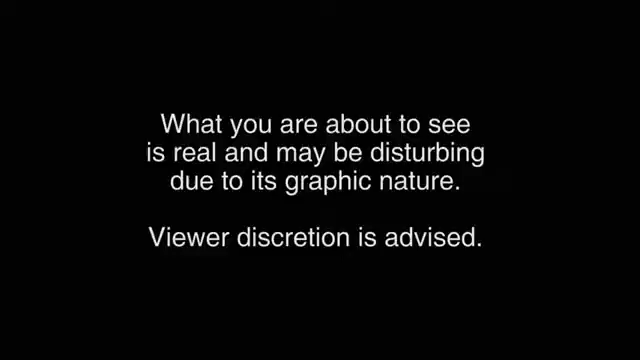 What you are about to see
is real and may be disturbing
due to its graphic nature.
Viewer discretion is advised.